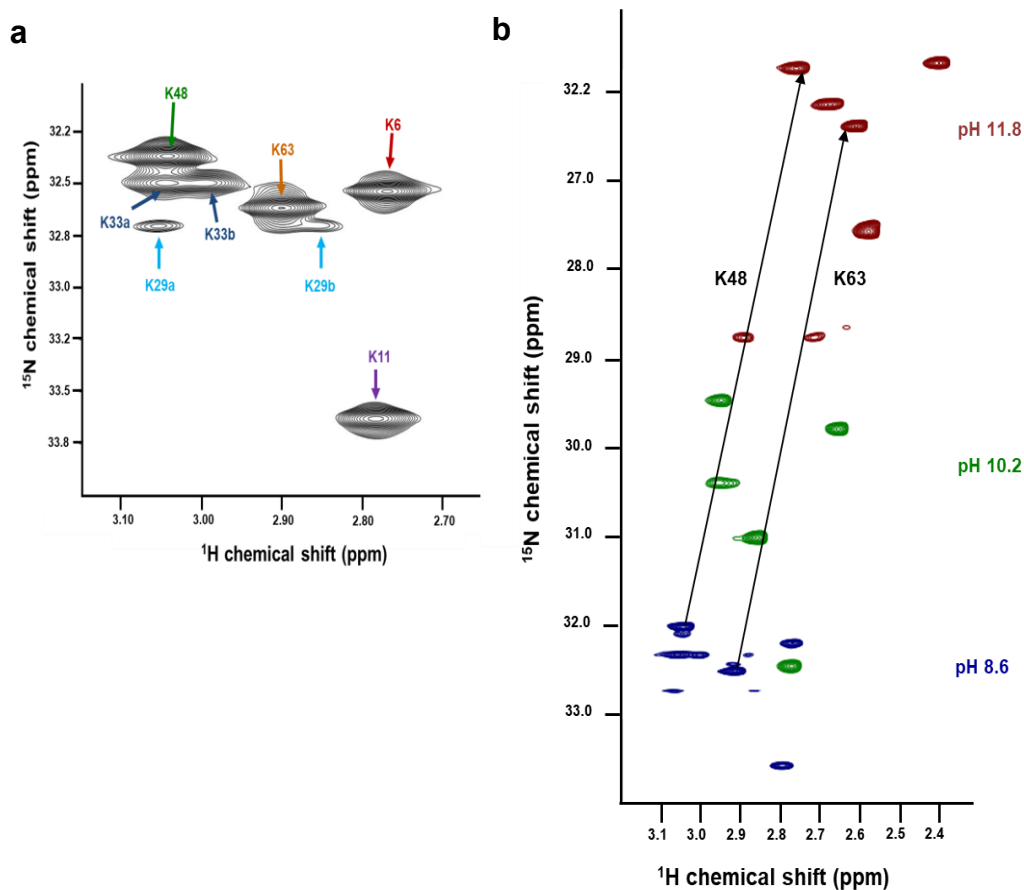 a
K48
K6
K63
K33a
K33b
K29a
K29b
K11
32.2
32.5
32.8
33.0
33.2
33.5
33.8
15N chemical shift (ppm)
3.10
3.00
2.90
2.80
2.70
1H chemical shift (ppm)
b
32.2
27.0
28.0
29.0
30.0
31.0
32.0
33.0
15N chemical shift (ppm)
K48
K63
pH 11.8
pH 10.2
pH 8.6
3.1
3.0
2.9
2.8
2.7
2.6
2.5
2.4
1H chemical shift (ppm)